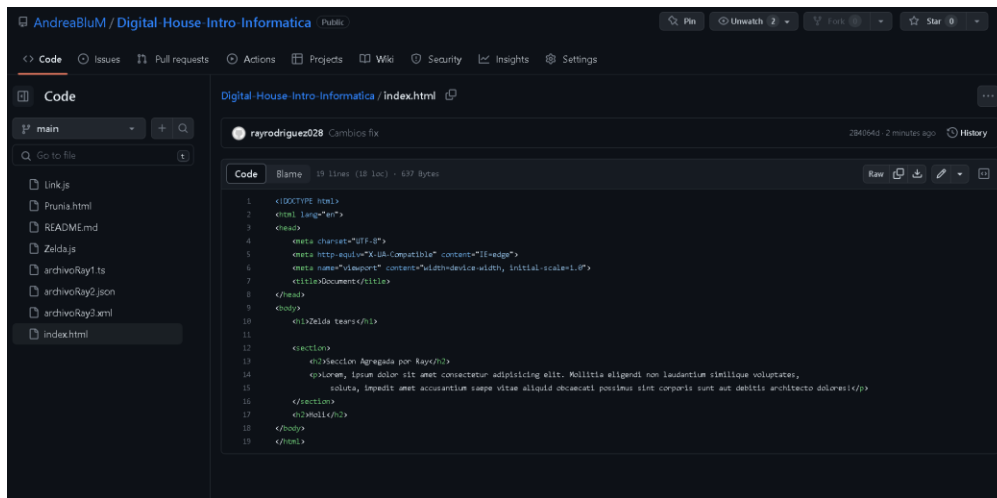 AndreaBluM / Digital-House-Intro-Informatica Public
Pin Unwatch 2 Fork 0 Star 0
Code Issues Pull requests Actions Projects Wiki Security Insights Settings
Code
main
Go to file t
Link.js
Prunia.html
README.md
Zelda.js
archivoRay1.ts
archivoRay2.json
archivoRay3.xml
index.html
Digital-House-Intro-Informatica / index.html
rayrodriguez028 Cambios fix 284064d · 2 minutes ago History
Code Blame 19 lines (18 loc) · 637 Bytes Raw
1 <!DOCTYPE html>
2 <html lang="en">
3 <head>
4 <meta charset="UTF-8">
5 <meta http-equiv="X-UA-Compatible" content="IE=edge">
6 <meta name="viewport" content="width=device-width, initial-scale=1.0">
7 <title>Document</title>
8 </head>
9 <body>
10 <h1>Zelda tears</h1>
11
12 <section>
13 <h2>Seccion Agregada por Ray</h2>
14 <p>Lorem, ipsum dolor sit amet consectetur adipisicing elit. Mollitia eligendi non laudantium similique voluptates,
15 soluta, impedit amet accusantium saepe vitae aliquid obcaecati possimus sint corporis sunt aut debitis architecto dolores!</p>
16 </section>
17 <h2>Holi</h2>
18 </body>
19 </html>